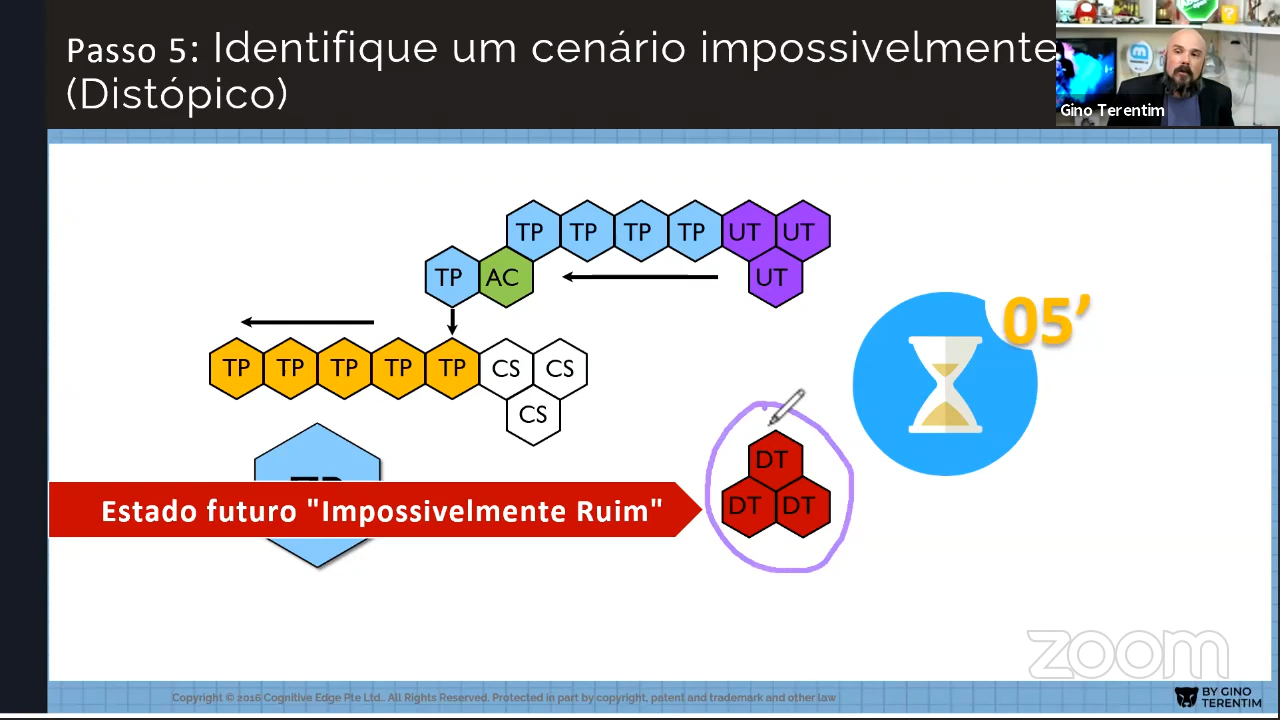 Passo 5: Identifique um cenário impossivelmente
(Distópico)
Gino Terentim
TP TP TP TP UT UT
TP AC UT
05’
TP TP TP TP TP CS CS
CS
DT
DT DT
Estado futuro "Impossivelmente Ruim"
zoom
Copyright © 2016 Cognitive Edge Pte Ltd.. All Rights Reserved. Protected in part by copyright, patent and trademark and other law
BY GINO
TERENTIM